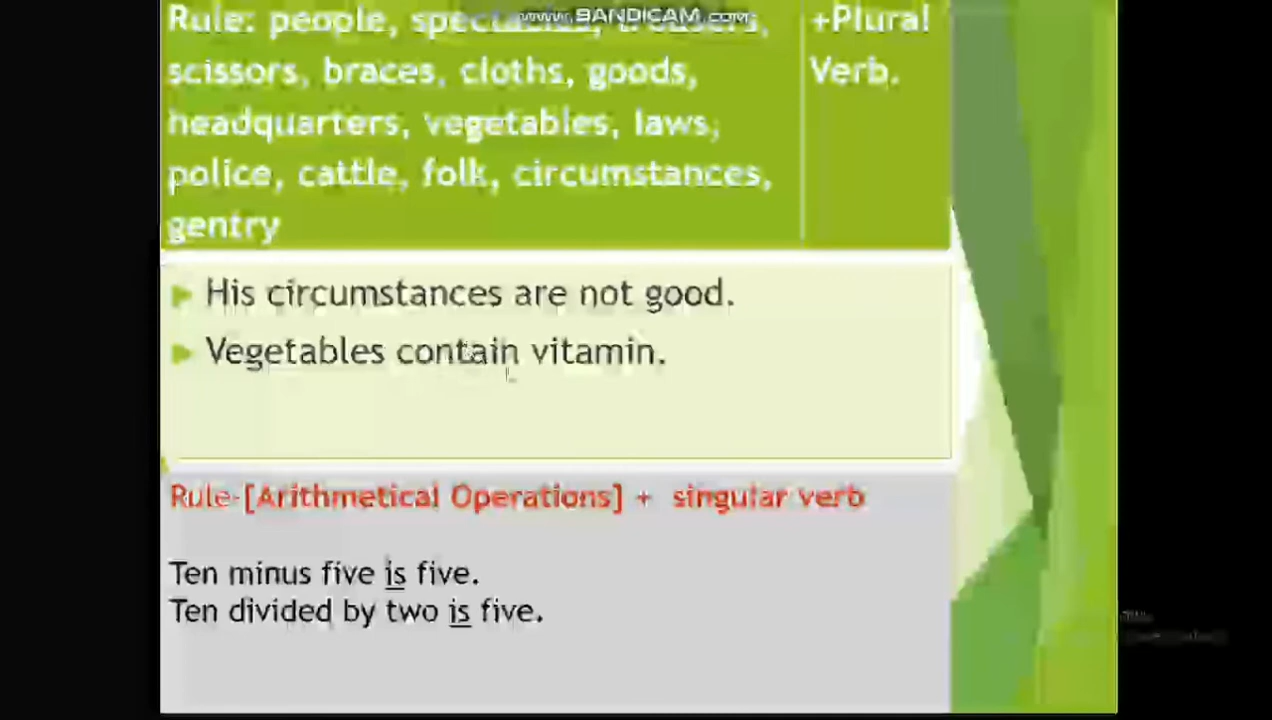 www.BANDICAM.com
Rule: people, spectacles, trousers, +Plural
scissors, braces, cloths, goods, Verb.
headquarters, vegetables, laws,
police, cattle, folk, circumstances,
gentry
His circumstances are not good.
Vegetables contain vitamin.
Rule-[Arithmetical Operations] + singular verb
Ten minus five is five.
Ten divided by two is five.